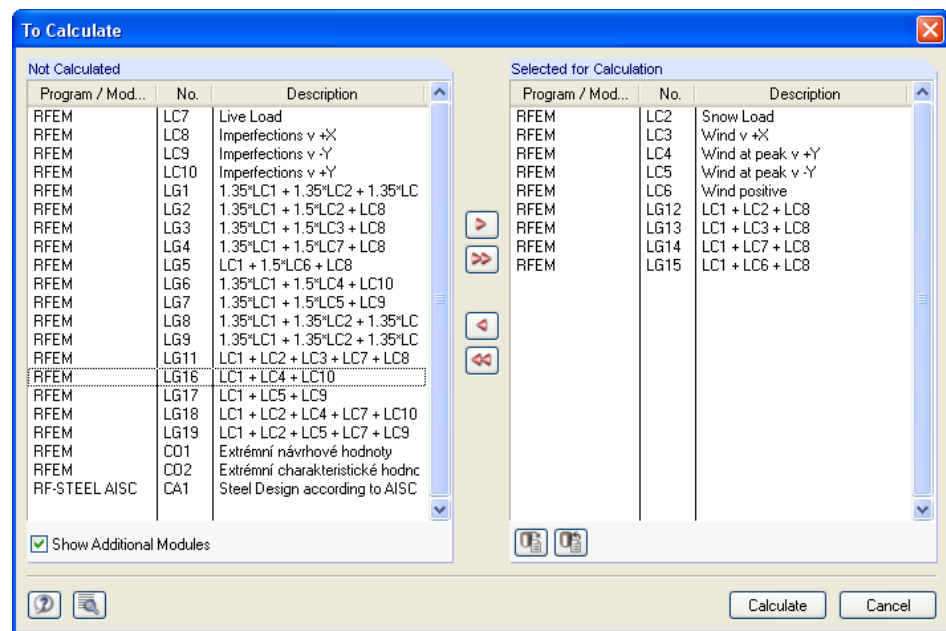 To Calculate
Not Calculated
Program / Mod... No. Description
RFEM LC7 Live Load
RFEM LC8 Imperfections v +X
RFEM LC9 Imperfections v -Y
RFEM LC10 Imperfections v +Y
RFEM LG1 1.35*LC1 + 1.35*LC2 + 1.35*LC
RFEM LG2 1.35*LC1 + 1.5*LC2 + LC8
RFEM LG3 1.35*LC1 + 1.5*LC3 + LC8
RFEM LG4 1.35*LC1 + 1.5*LC7 + LC8
RFEM LG5 LC1 + 1.5*LC6 + LC8
RFEM LG6 1.35*LC1 + 1.5*LC4 + LC10
RFEM LG7 1.35*LC1 + 1.5*LC5 + LC9
RFEM LG8 1.35*LC1 + 1.35*LC2 + 1.35*LC
RFEM LG9 1.35*LC1 + 1.35*LC2 + 1.35*LC
RFEM LG11 LC1 + LC2 + LC3 + LC7 + LC8
RFEM LG16 LC1 + LC4 + LC10
RFEM LG17 LC1 + LC5 + LC9
RFEM LG18 LC1 + LC2 + LC4 + LC7 + LC10
RFEM LG19 LC1 + LC2 + LC5 + LC7 + LC9
RFEM CO1 Extrémní návrhové hodnoty
RFEM CO2 Extrémní charakteristické hodnc
RF-STEEL AISC CA1 Steel Design according to AISC
Show Additional Modules
Selected for Calculation
Program / Mod... No. Description
RFEM LC2 Snow Load
RFEM LC3 Wind v +X
RFEM LC4 Wind at peak v +Y
RFEM LC5 Wind at peak v -Y
RFEM LC6 Wind positive
RFEM LG12 LC1 + LC2 + LC8
RFEM LG13 LC1 + LC3 + LC8
RFEM LG14 LC1 + LC7 + LC8
RFEM LG15 LC1 + LC6 + LC8
Calculate
Cancel